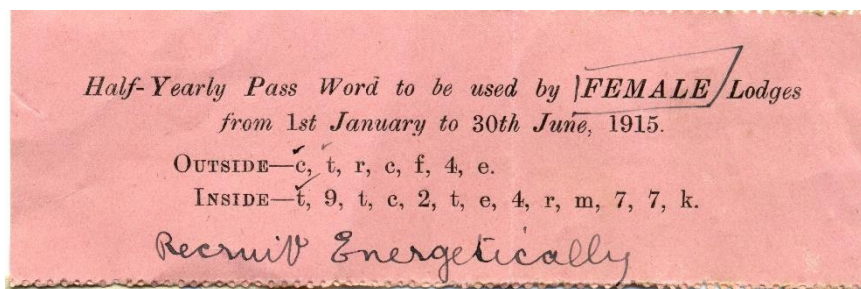 Half-Yearly Pass Word to be used by FEMALE Lodges
from 1st January to 30th June, 1915.
OUTSIDE—c, t, r, c, f, 4, e.
INSIDE—t, 9, t, c, 2, t, e, 4, r, m, 7, 7, k.
Recruit Energetically